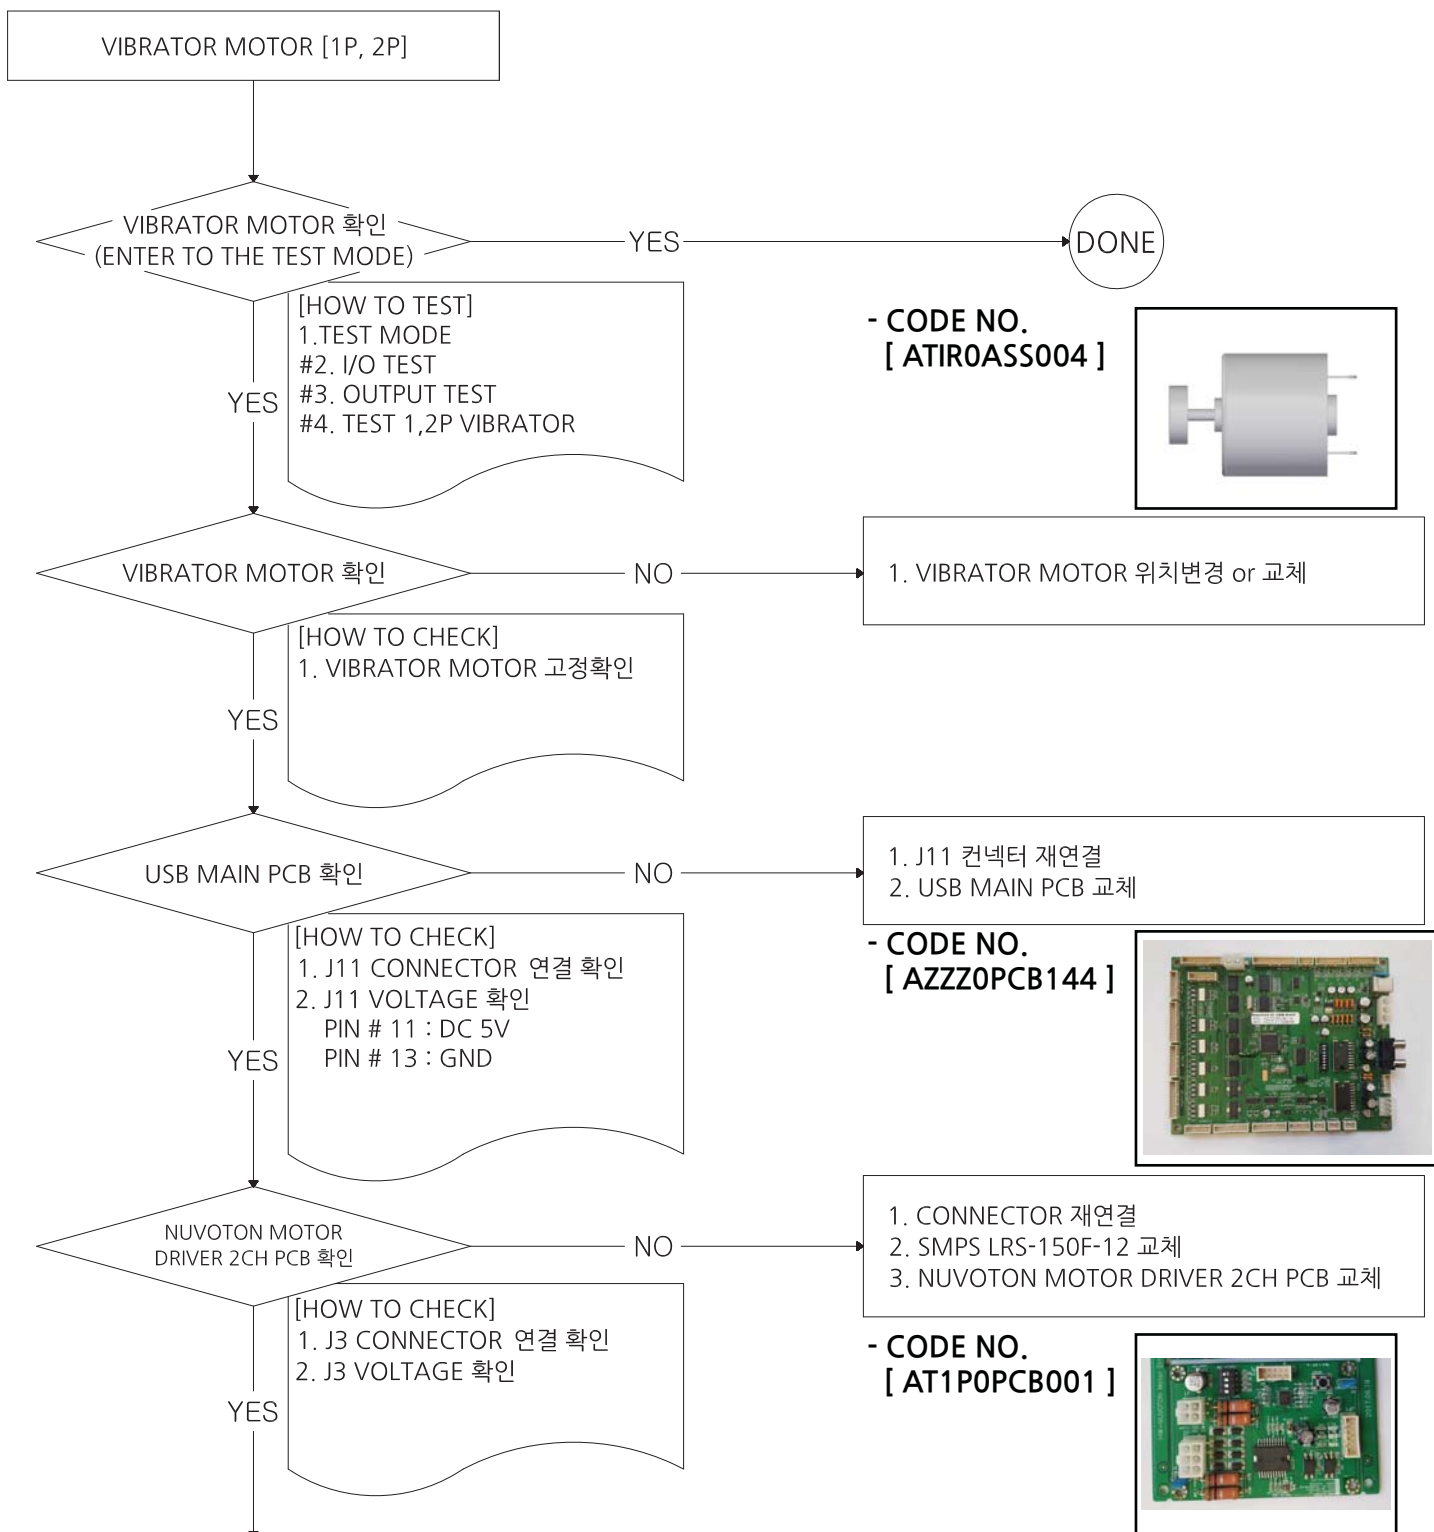 VIBRATOR MOTOR [1P, 2P]
VIBRATOR MOTOR 확인
(ENTER TO THE TEST MODE)
YES
DONE
[HOW TO TEST]
1.TEST MODE
#2. I/O TEST
#3. OUTPUT TEST
#4. TEST 1,2P VIBRATOR
YES
- CODE NO.
[ ATIR0ASS004 ]
VIBRATOR MOTOR 확인
NO
1. VIBRATOR MOTOR 위치변경 or 교체
[HOW TO CHECK]
1. VIBRATOR MOTOR 고정확인
YES
USB MAIN PCB 확인
NO
1. J11 컨넥터 재연결
2. USB MAIN PCB 교체
[HOW TO CHECK]
1. J11 CONNECTOR 연결 확인
2. J11 VOLTAGE 확인
PIN # 11 : DC 5V
PIN # 13 : GND
YES
- CODE NO.
[ AZZZ0PCB144 ]
NUVOTON MOTOR
DRIVER 2CH PCB 확인
NO
1. CONNECTOR 재연결
2. SMPS LRS-150F-12 교체
3. NUVOTON MOTOR DRIVER 2CH PCB 교체
[HOW TO CHECK]
1. J3 CONNECTOR 연결 확인
2. J3 VOLTAGE 확인
YES
- CODE NO.
[ AT1P0PCB001 ]